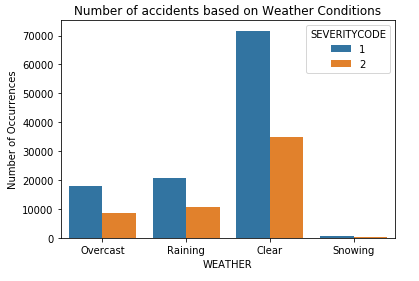 Number of accidents based on Weather Conditions
SEVERITYCODE
1
2
Number of Occurrences
70000
60000
50000
40000
30000
20000
10000
0
Overcast Raining Clear Snowing
WEATHER